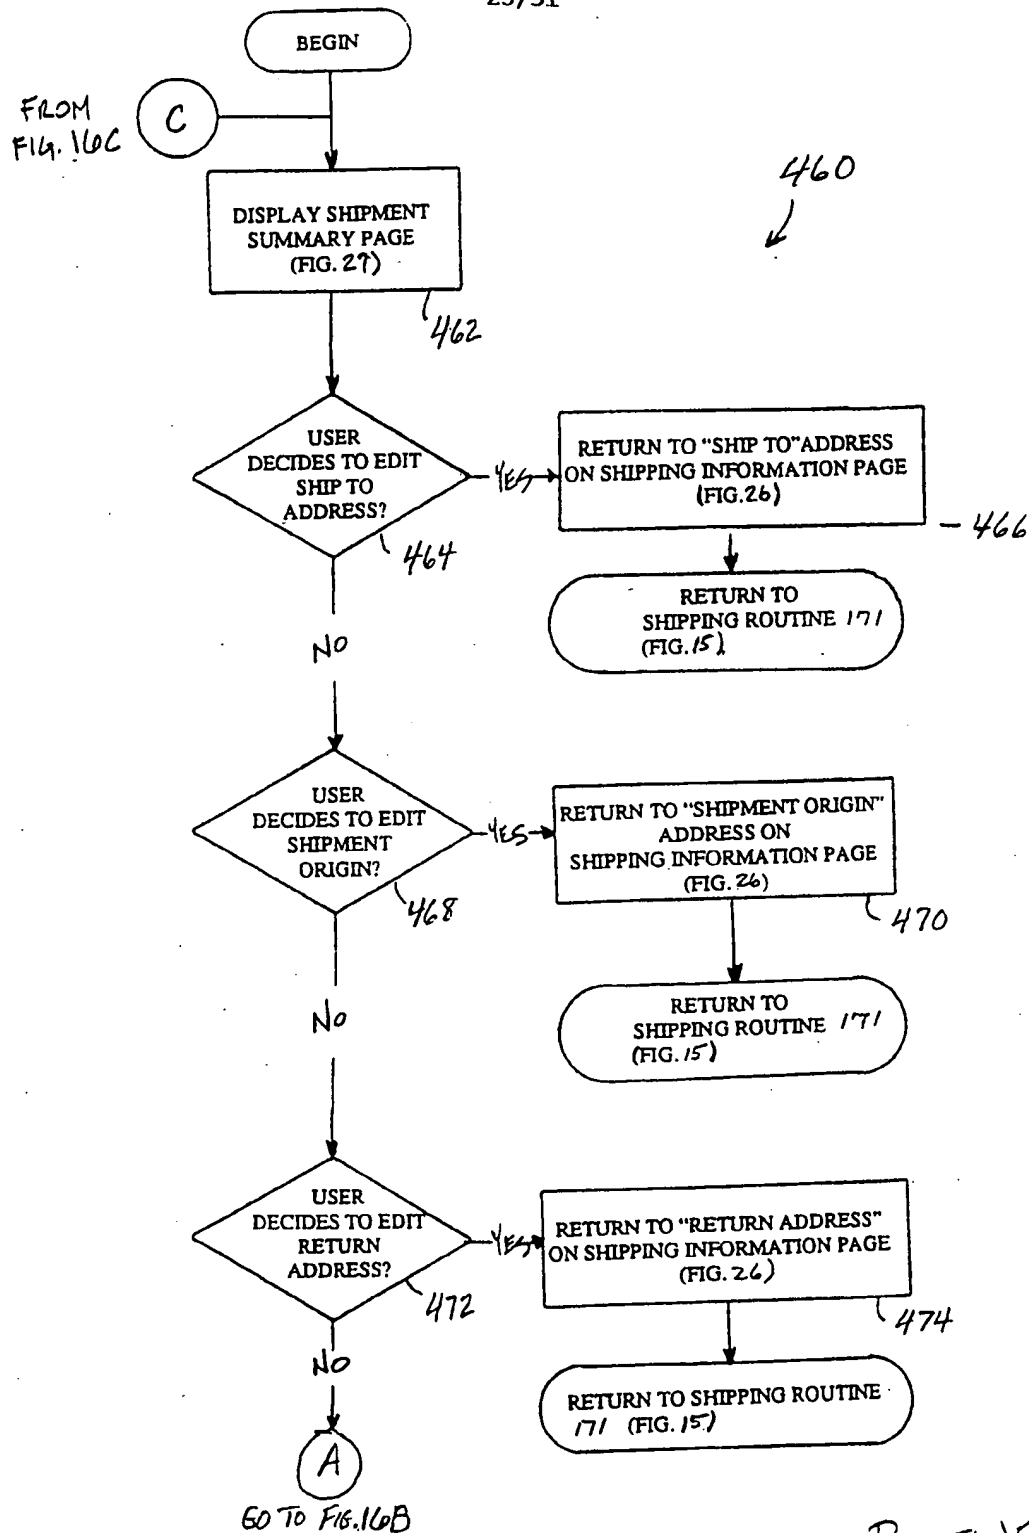 BEGIN
FROM
FIG. 16C
C
460
DISPLAY SHIPMENT
SUMMARY PAGE
(FIG. 27)
462
USER
DECIDES TO EDIT
SHIP TO
ADDRESS?
464
YES
RETURN TO "SHIP TO" ADDRESS
ON SHIPPING INFORMATION PAGE
(FIG. 26)
466
RETURN TO
SHIPPING ROUTINE 171
(FIG. 15)
NO
USER
DECIDES TO EDIT
SHIPMENT
ORIGIN?
468
YES
RETURN TO "SHIPMENT ORIGIN"
ADDRESS ON
SHIPPING INFORMATION PAGE
(FIG. 26)
470
RETURN TO
SHIPPING ROUTINE 171
(FIG. 15)
NO
USER
DECIDES TO EDIT
RETURN
ADDRESS?
472
YES
RETURN TO "RETURN ADDRESS"
ON SHIPPING INFORMATION PAGE
(FIG. 26)
474
RETURN TO SHIPPING ROUTINE
171 (FIG. 15)
NO
A
GO TO FIG. 16B